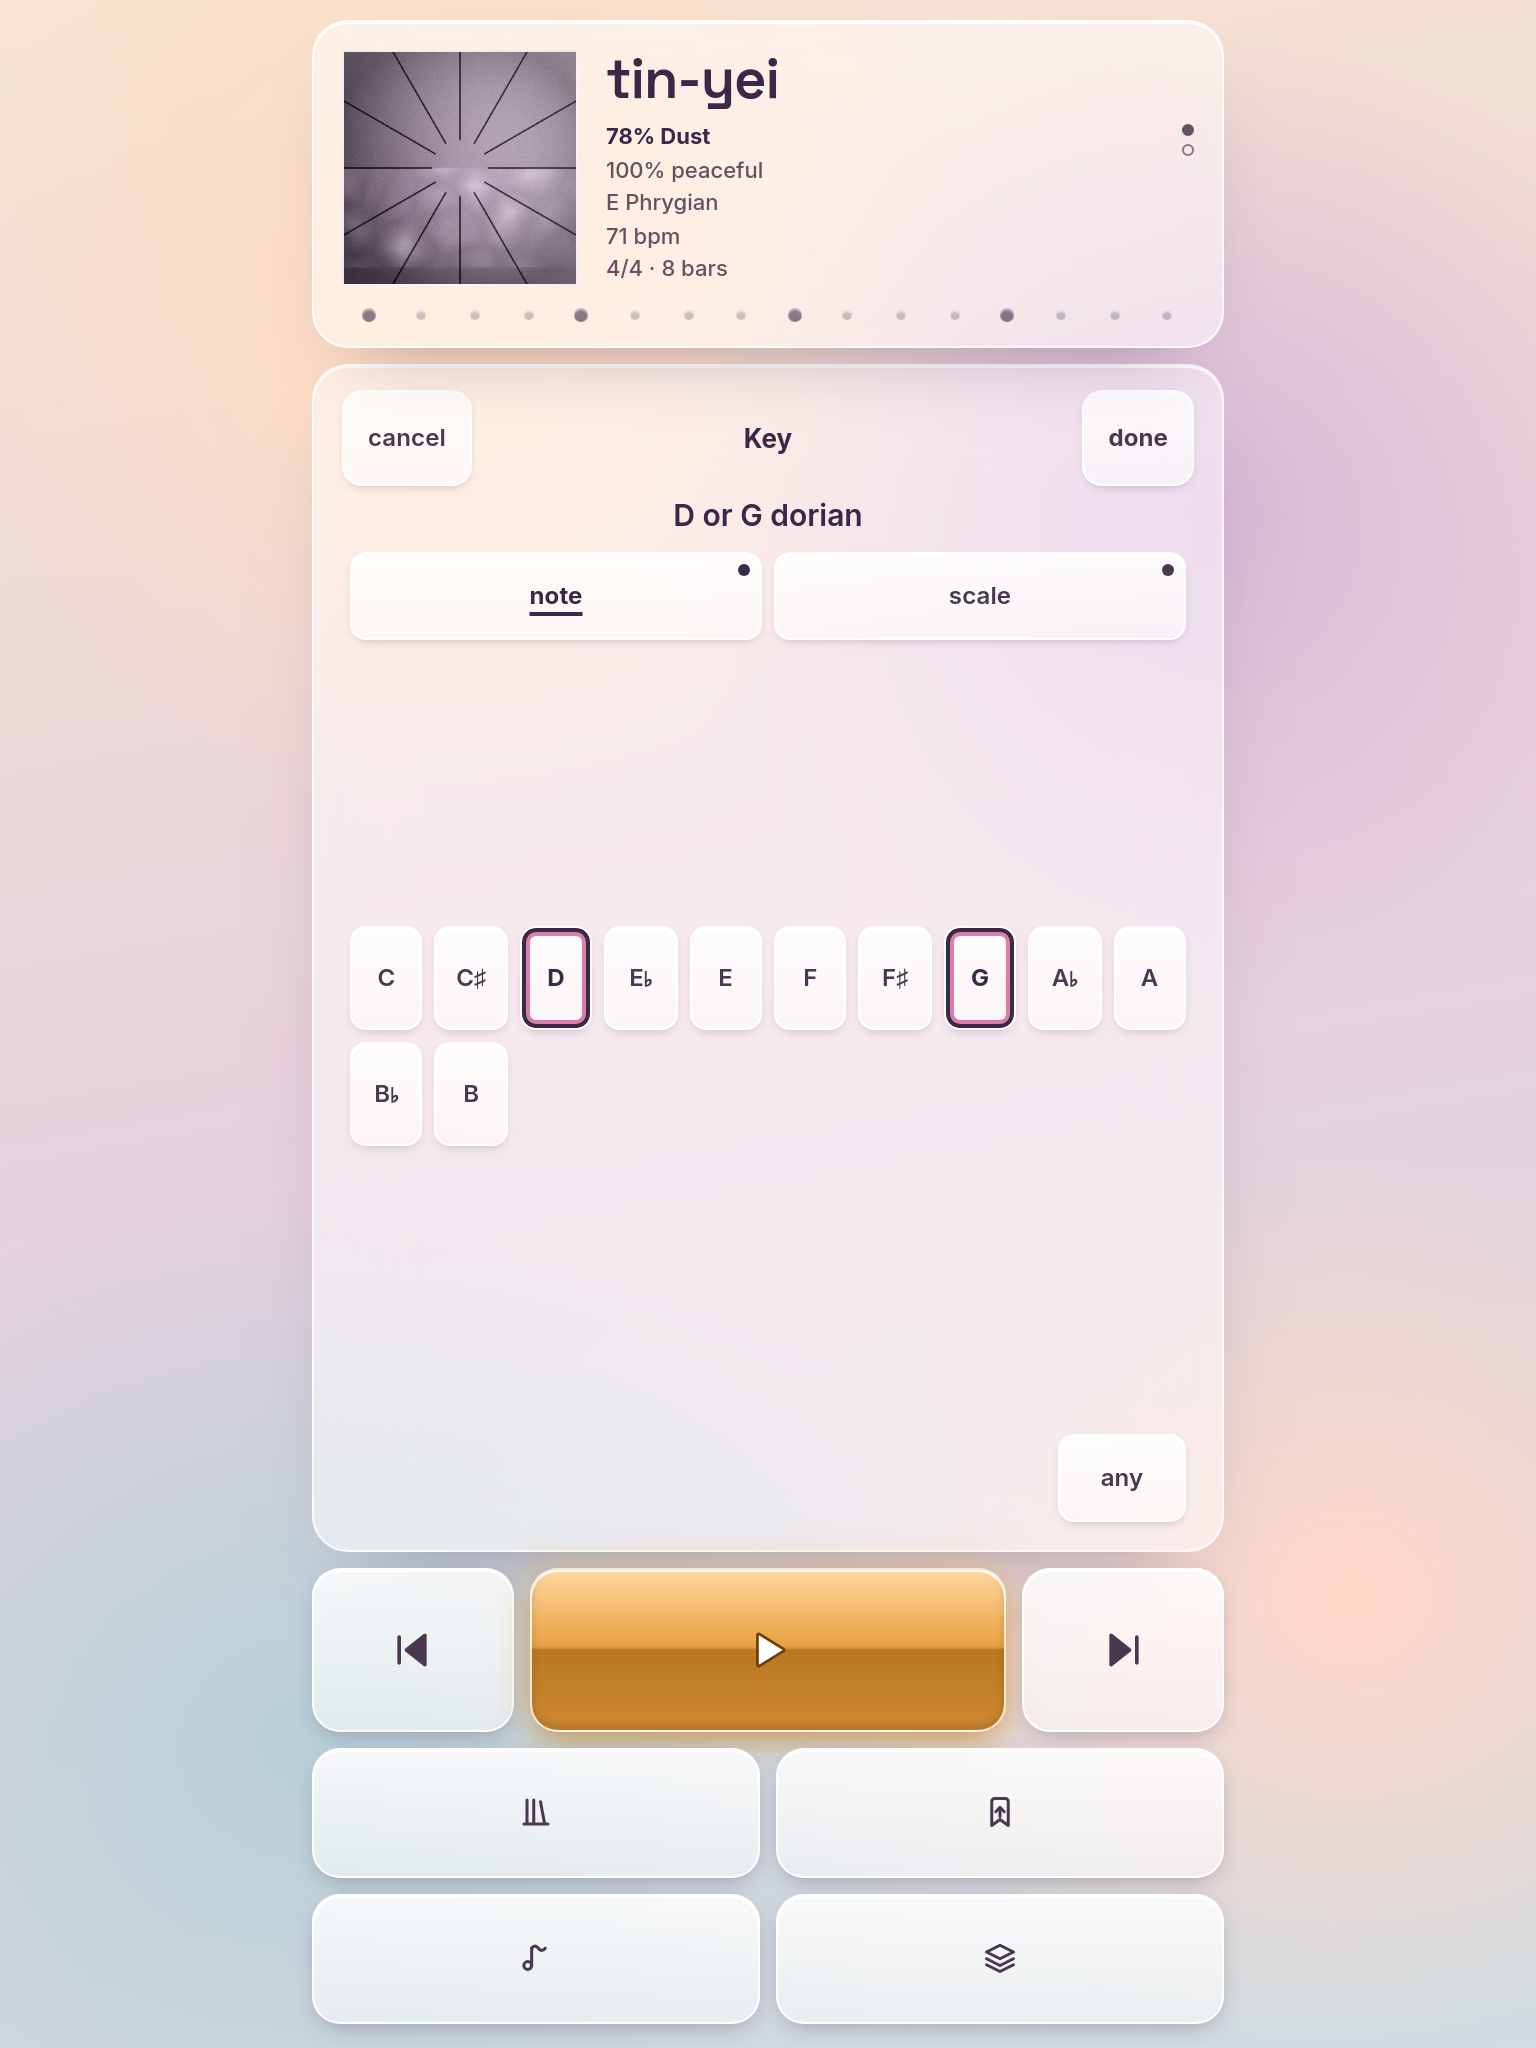 tin-yei
78% Dust
100% peaceful
E Phrygian
71 bpm
4/4 · 8 bars
cancel
Key
done
D or G dorian
note
scale
C C♯ D E♭ E F F♯ G A♭ A
B♭ B
any